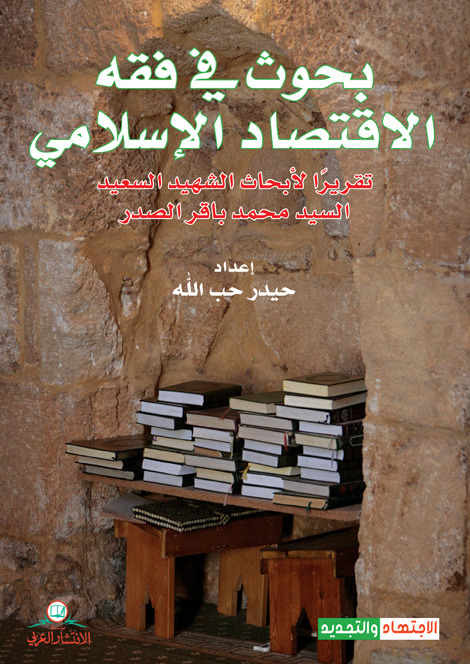 بحوث في فقه
الاقتصاد الإسلامي
تقريرًا لأبحاث الشهيد السعيد
السيد محمد باقر الصدر
إعداد
حيدر حب الله
الانتشار العربي
الاجتهاد والتجديد